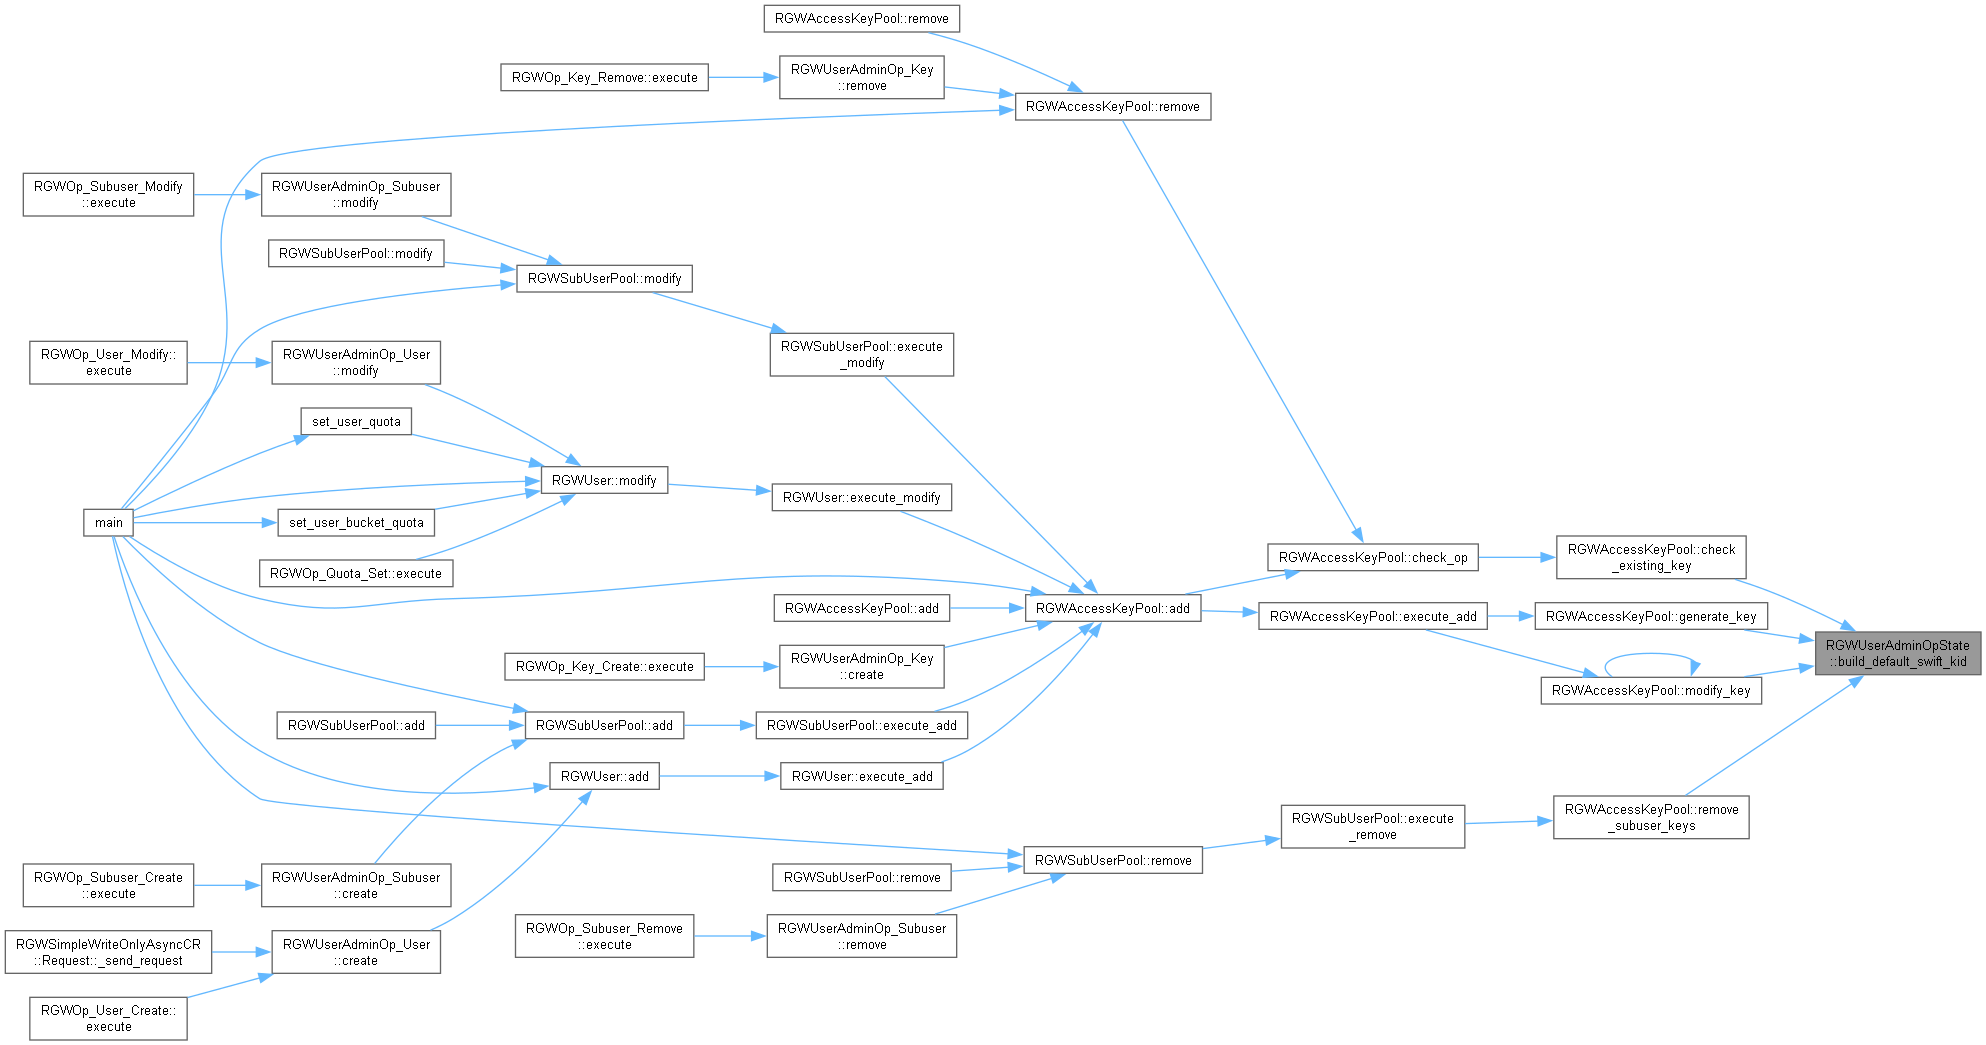 RGWAccessKeyPool::remove
RGWOp_Key_Remove::execute
RGWUserAdminOp_Key
::remove
RGWAccessKeyPool::remove
RGWOp_Subuser_Modify
::execute
RGWUserAdminOp_Subuser
::modify
RGWSubUserPool::modify
RGWSubUserPool::modify
RGWOp_User_Modify::
execute
RGWUserAdminOp_User
::modify
RGWSubUserPool::execute
_modify
set_user_quota
RGWUser::modify
RGWUser::execute_modify
main
set_user_bucket_quota
RGWOp_Quota_Set::execute
RGWAccessKeyPool::check_op
RGWAccessKeyPool::check
_existing_key
RGWAccessKeyPool::add
RGWAccessKeyPool::add
RGWAccessKeyPool::execute_add
RGWAccessKeyPool::generate_key
RGWUserAdminOpState
::build_default_swift_kid
RGWOp_Key_Create::execute
RGWUserAdminOp_Key
::create
RGWAccessKeyPool::modify_key
RGWSubUserPool::add
RGWSubUserPool::add
RGWSubUserPool::execute_add
RGWUser::add
RGWUser::execute_add
RGWSubUserPool::execute
_remove
RGWAccessKeyPool::remove
_subuser_keys
RGWOp_Subuser_Create
::execute
RGWUserAdminOp_Subuser
::create
RGWSubUserPool::remove
RGWSubUserPool::remove
RGWOp_Subuser_Remove
::execute
RGWUserAdminOp_Subuser
::remove
RGWSimpleWriteOnlyAsyncCR
::Request::_send_request
RGWUserAdminOp_User
::create
RGWOp_User_Create::
execute